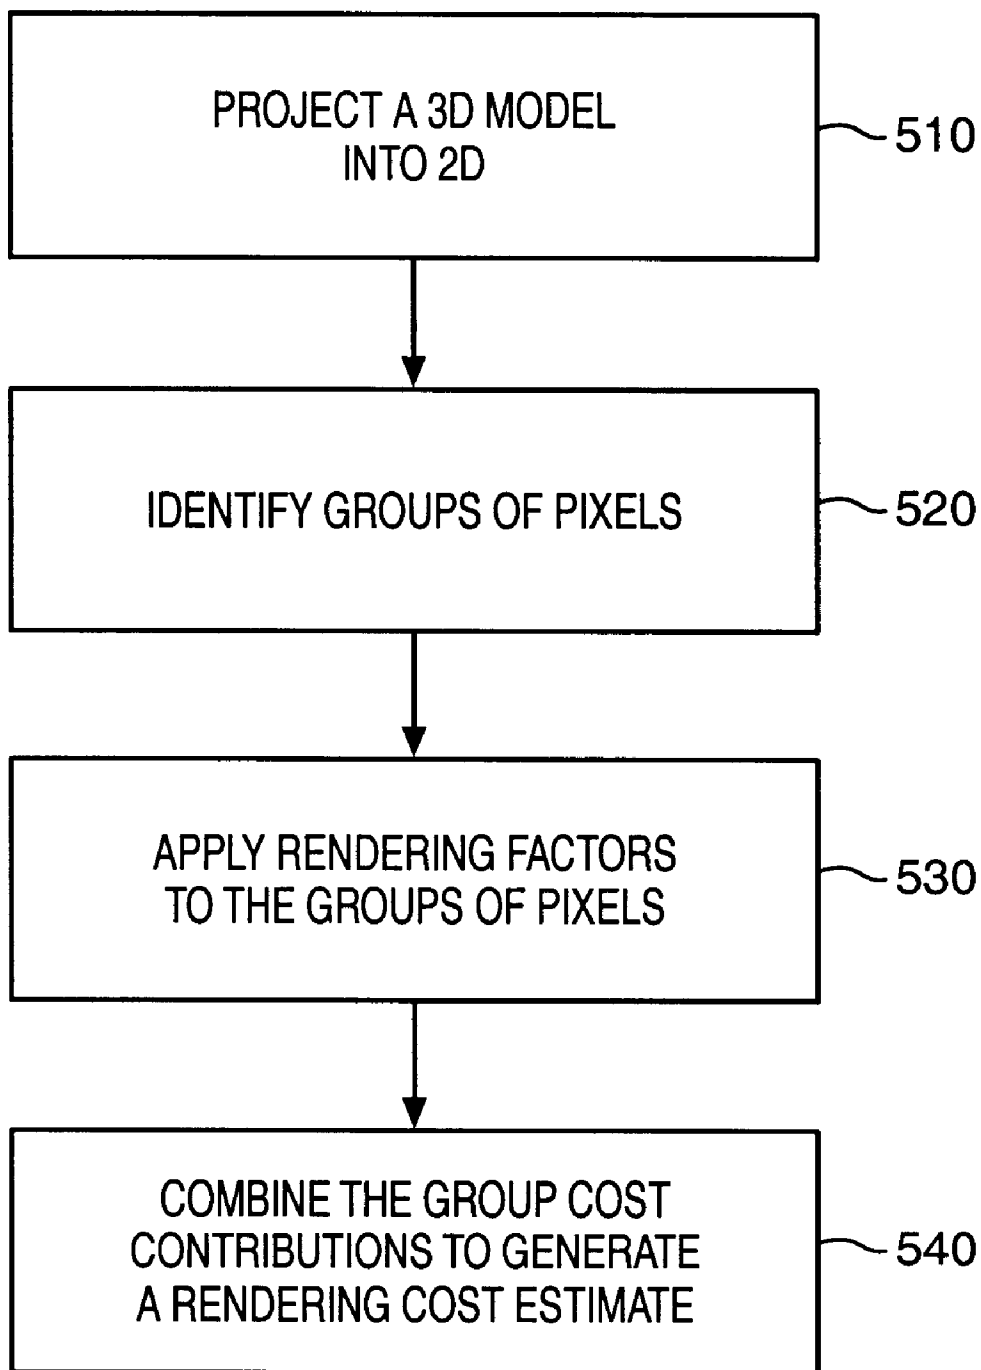 PROJECT A 3D MODEL
INTO 2D
510
IDENTIFY GROUPS OF PIXELS
520
APPLY RENDERING FACTORS
TO THE GROUPS OF PIXELS
530
COMBINE THE GROUP COST
CONTRIBUTIONS TO GENERATE
A RENDERING COST ESTIMATE
540